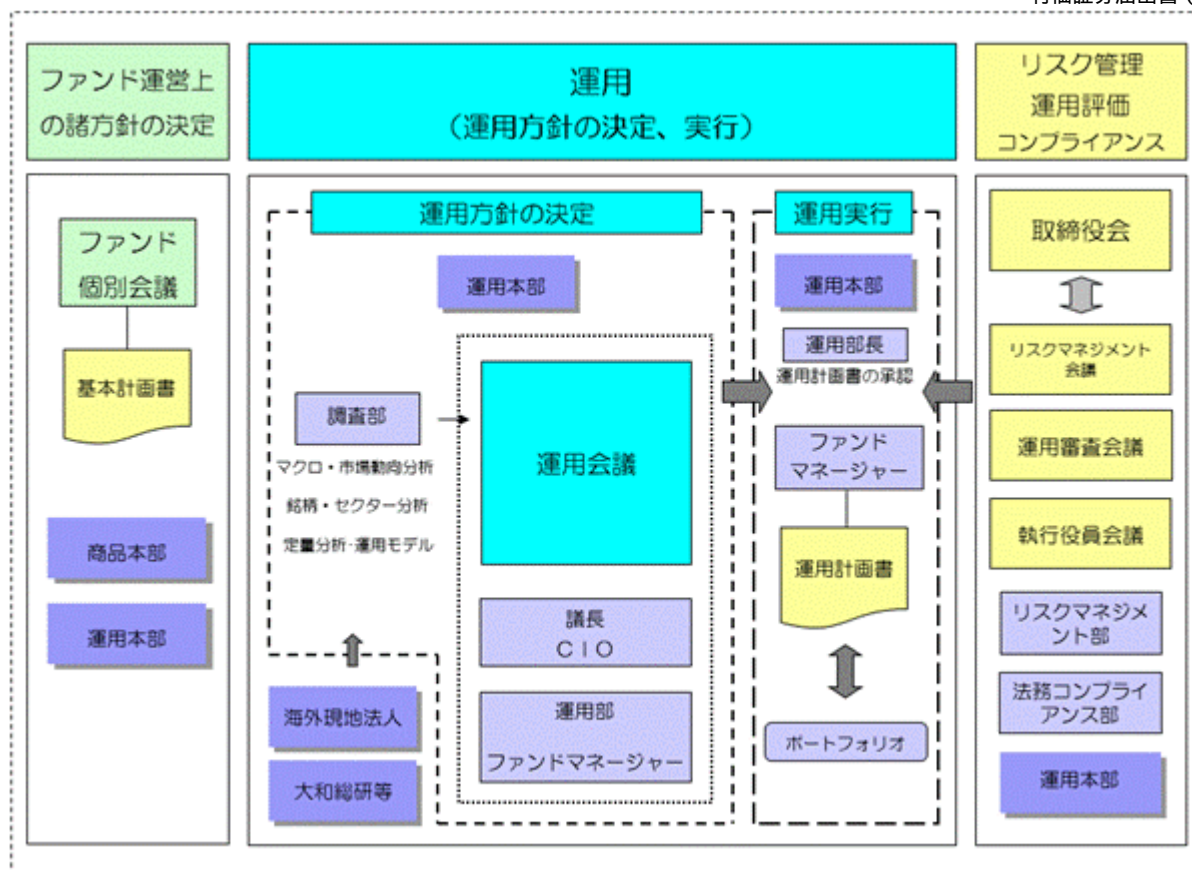 ファンド運営上
の諸方針の決定
運用
（運用方針の決定、実行）
リスク管理
運用評価
コンプライアンス
ファンド
個別会議
基本計画書
商品本部
運用本部
運用方針の決定
運用本部
調査部
マクロ・市場動向分析
銘柄・セクター分析
定量分析・運用モデル
海外現地法人
大和総研等
運用会議
議長
ＣＩＯ
運用部
ファンドマネージャー
運用実行
運用本部
運用部長
運用計画書の承認
ファンド
マネージャー
運用計画書
ポートフォリオ
取締役会
リスクマネジメント
会議
運用審査会議
執行役員会議
リスクマネジメ
ント部
法務コンプライ
アンス部
運用本部